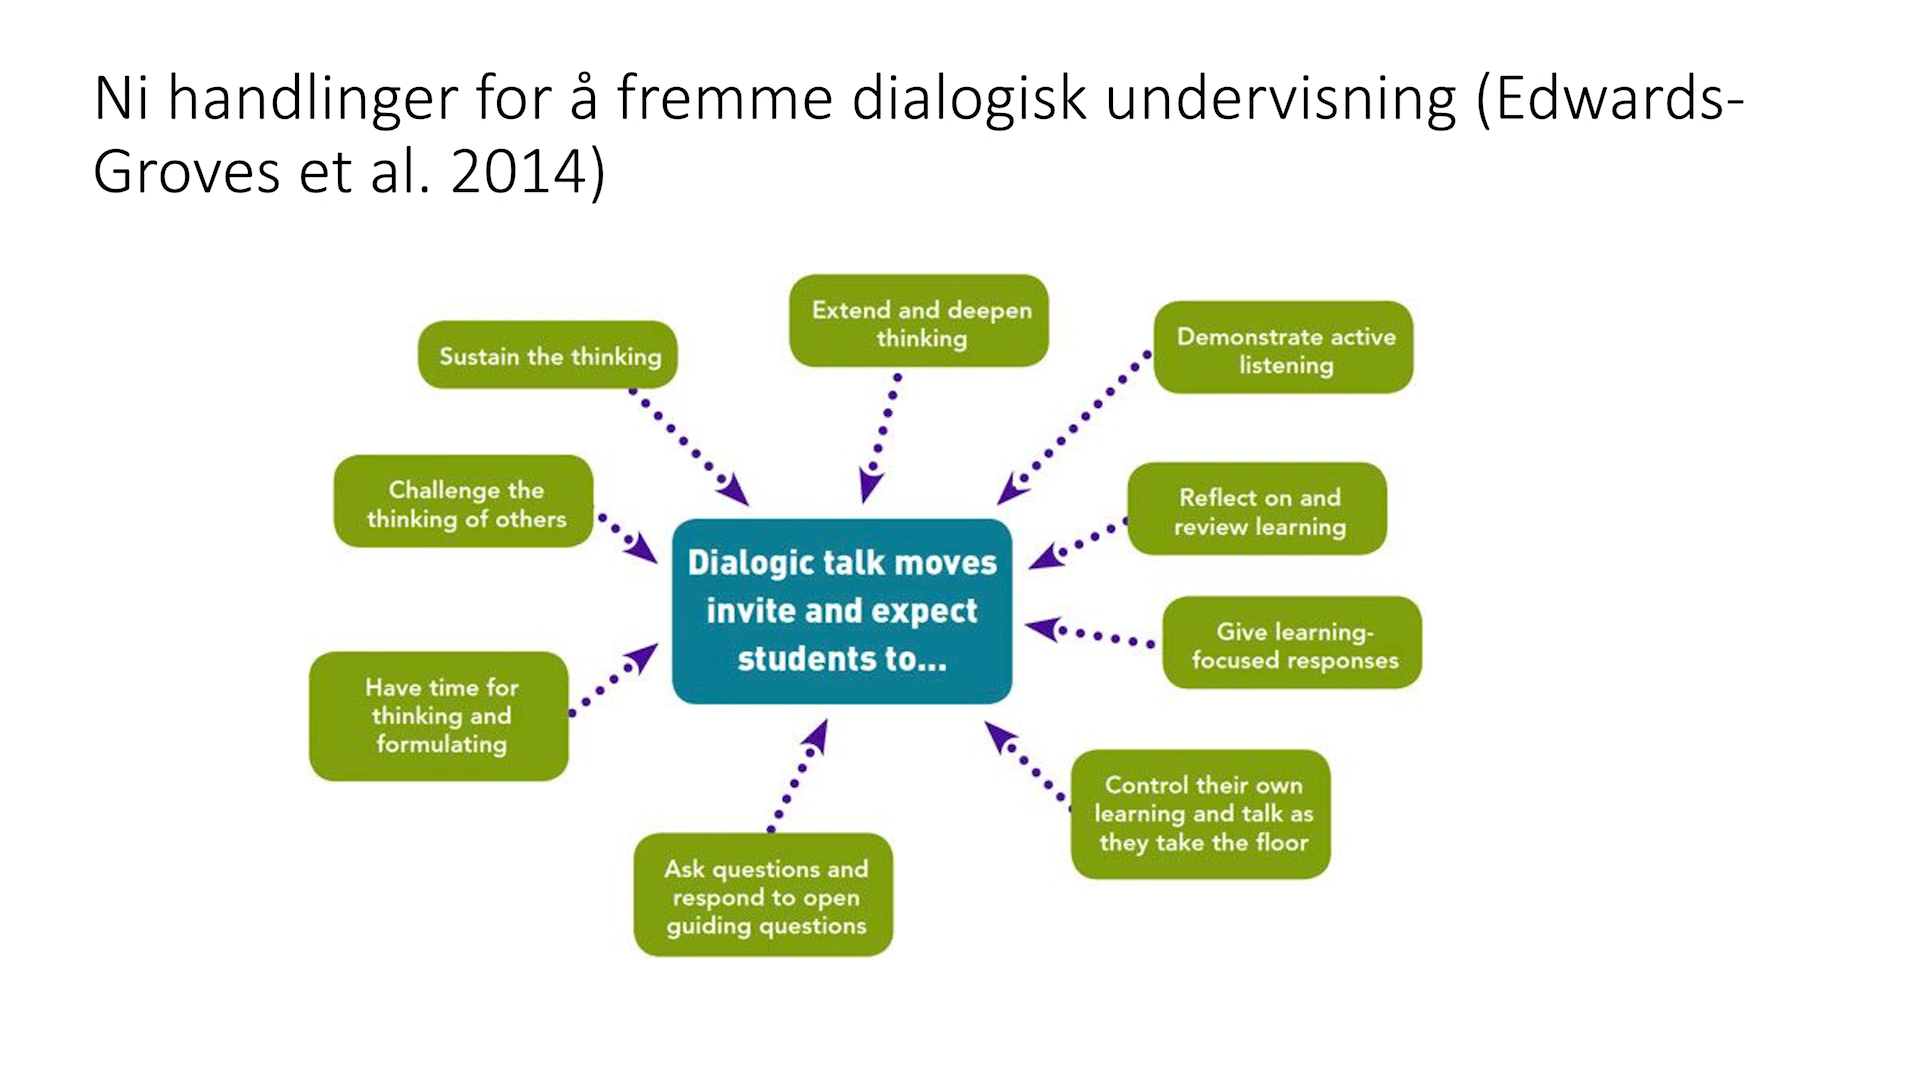 Ni handlinger for å fremme dialogisk undervisning (Edwards-
Groves et al. 2014)
Sustain the thinking
Extend and deepen
thinking
Demonstrate active
listening
Challenge the
thinking of others
Reflect on and
review learning
Dialogic talk moves
invite and expect
students to...
Give learning-
focused responses
Have time for
thinking and
formulating
Control their own
learning and talk as
they take the floor
Ask questions and
respond to open
guiding questions